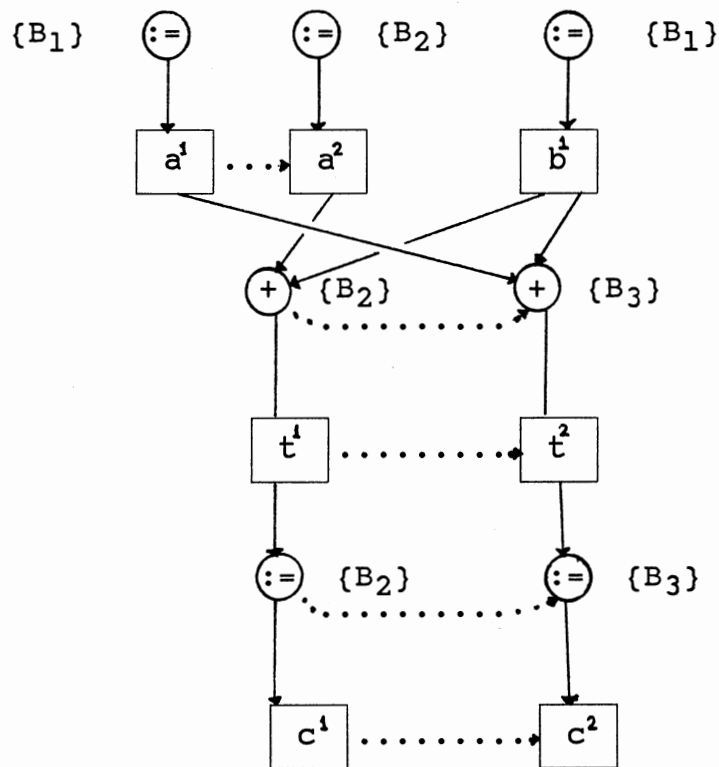 {B1} := := {B2} := {B1}
a¹ a² b¹
+ {B2} + {B3}
t¹ t²
:= {B2} := {B3}
c¹ c²